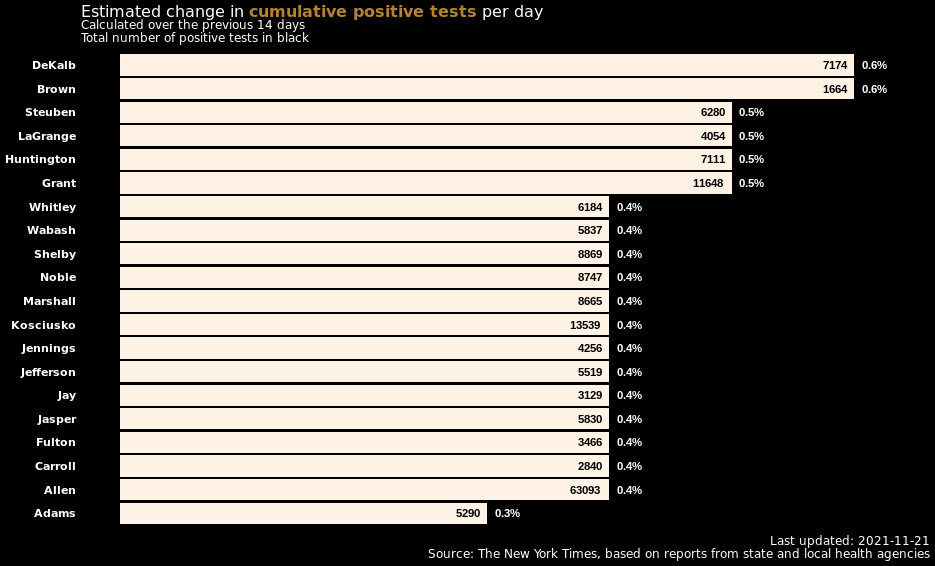 Estimated change in cumulative positive tests per day
Calculated over the previous 14 days
Total number of positive tests in black
DeKalb 7174 0.6%
Brown 1664 0.6%
Steuben 6280 0.5%
LaGrange 4054 0.5%
Huntington 7111 0.5%
Grant 11648 0.5%
Whitley 6184 0.4%
Wabash 5837 0.4%
Shelby 8869 0.4%
Noble 8747 0.4%
Marshall 8665 0.4%
Kosciusko 13539 0.4%
Jennings 4256 0.4%
Jefferson 5519 0.4%
Jay 3129 0.4%
Jasper 5830 0.4%
Fulton 3466 0.4%
Carroll 2840 0.4%
Allen 63093 0.4%
Adams 5290 0.3%
Last updated: 2021-11-21
Source: The New York Times, based on reports from state and local health agencies